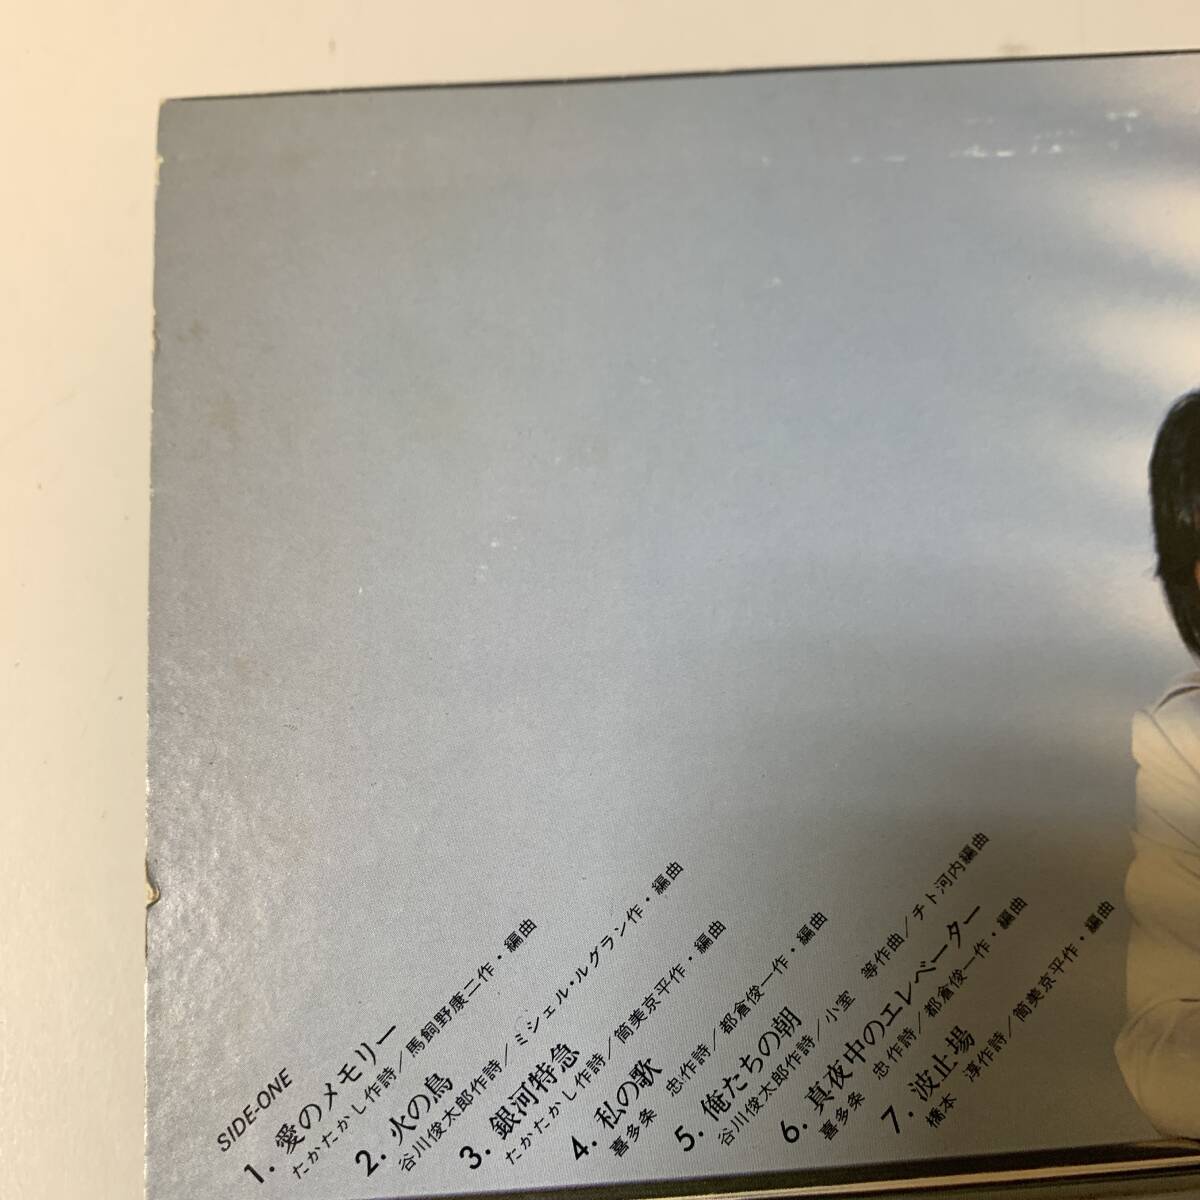 SIDE-ONE
1. 愛のメモリー
たかたかし作詩/馬飼野康二作・編曲
2. 火の鳥
谷川俊太郎作詩/ミシェル・ルグラン作・編曲
3. 銀河特急
たかたかし作詩/筒美京平作・編曲
4. 私の歌
喜多条 忠作詩/都倉俊一作・編曲
5. 俺たちの朝
谷川俊太郎作詩/小室 等作曲/チト河内編曲
6. 真夜中のエレベーター
喜多条 忠作詩/都倉俊一作・編曲
7. 波止場
橋本 淳作詩/筒美京平作・編曲